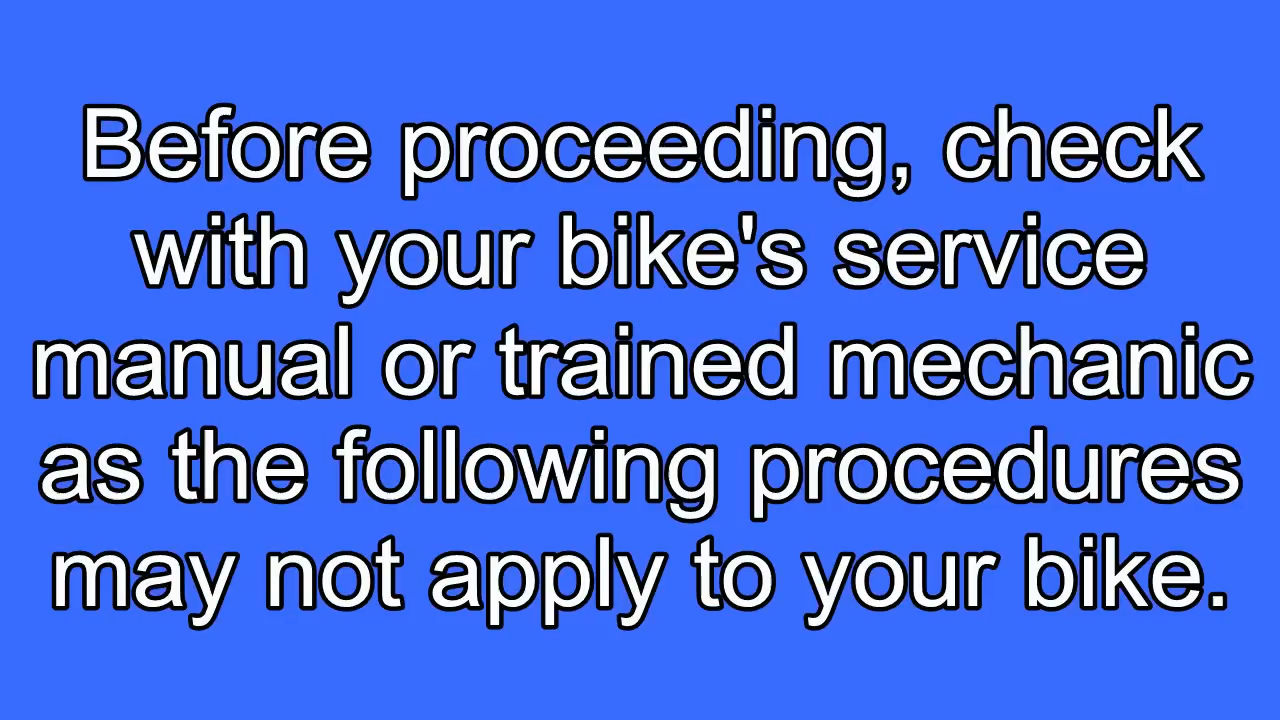 Before proceeding, check
with your bike's service
manual or trained mechanic
as the following procedures
may not apply to your bike.